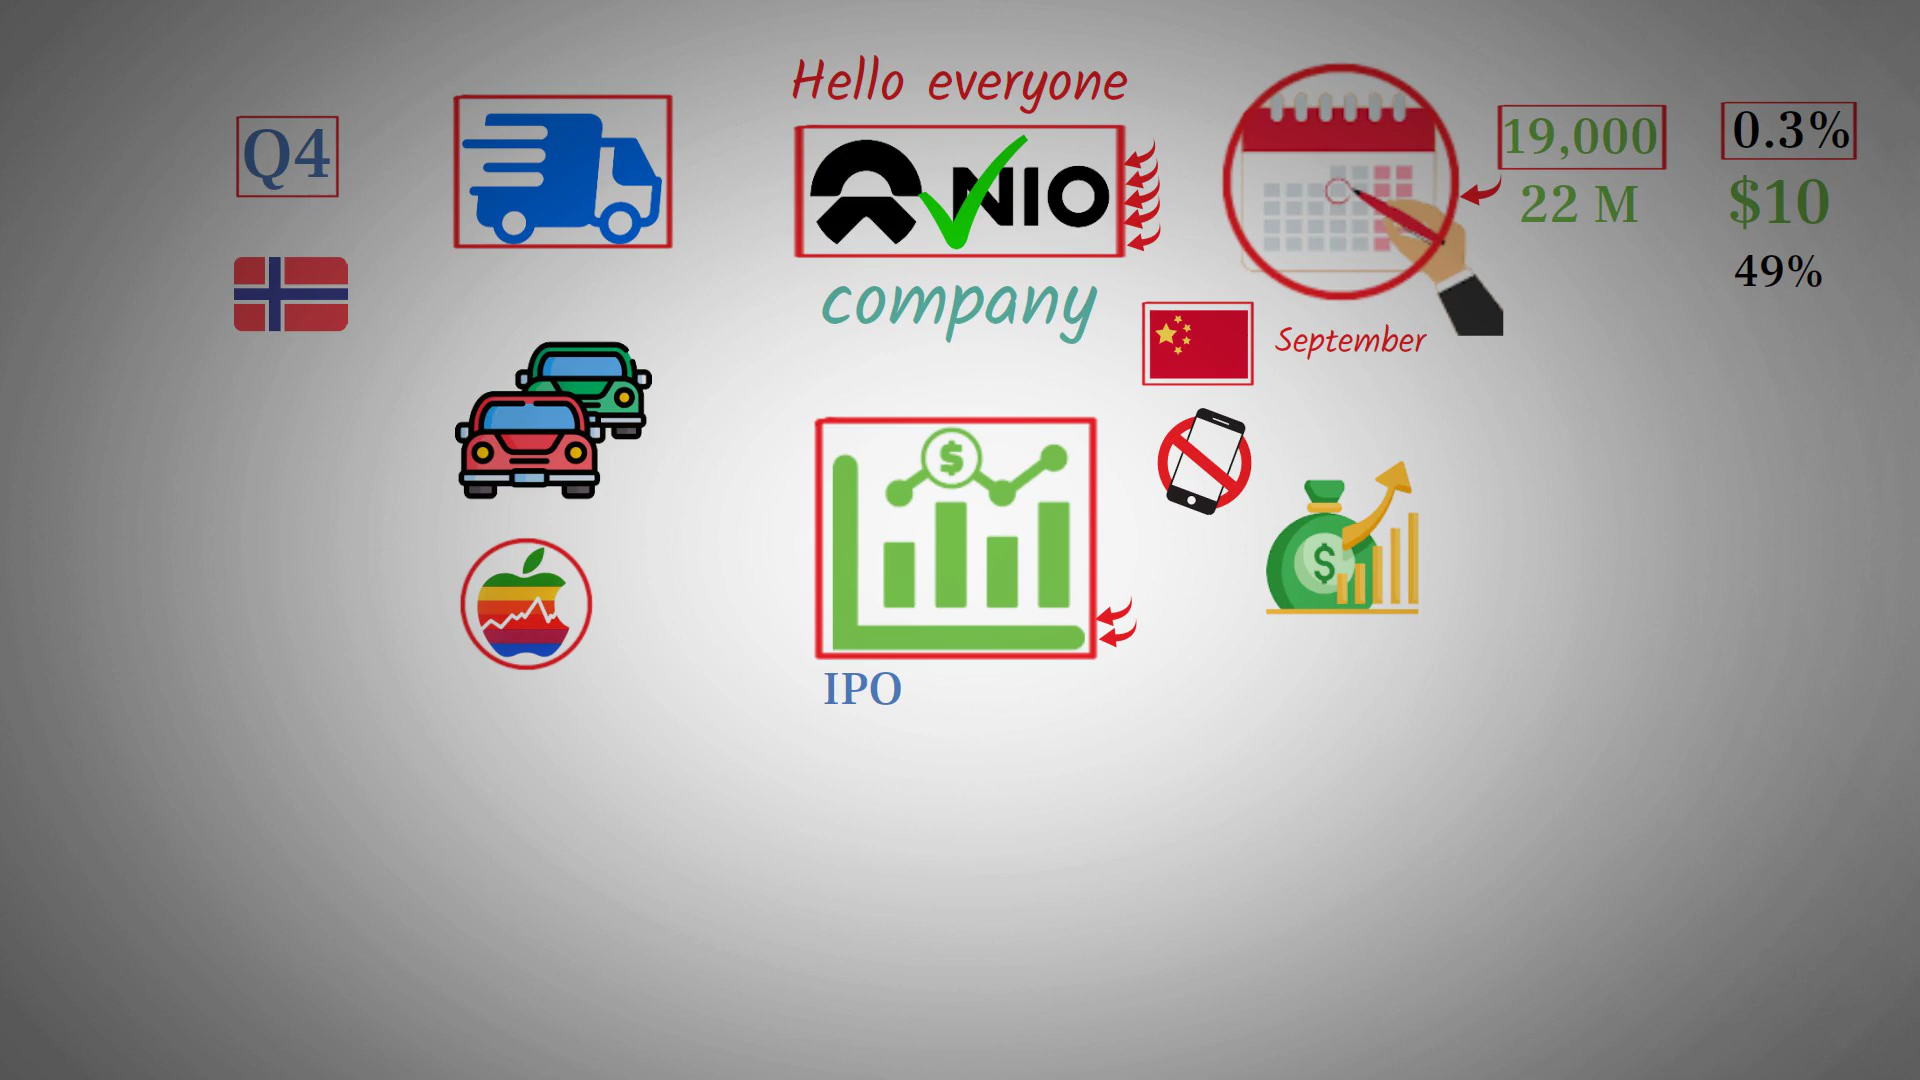 Hello everyone
Q4
NIO
company
September
19,000
22 M
0.3%
$10
49%
$
$
IPO